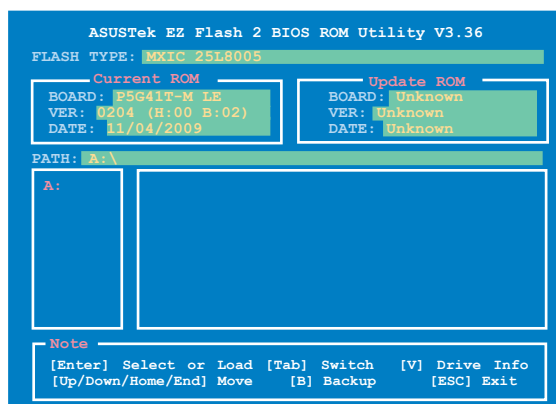 ASUSTek EZ Flash 2 BIOS ROM Utility V3.36
FLASH TYPE: MXIC 25L8005
Current ROM
BOARD: P5G41T-M LE
VER: 0204 (H:00 B:02)
DATE: 11/04/2009
Update ROM
BOARD: Unknown
VER: Unknown
DATE: Unknown
PATH: A:\
A:
Note
[Enter] Select or Load [Tab] Switch [V] Drive Info
[Up/Down/Home/End] Move [B] Backup [ESC] Exit